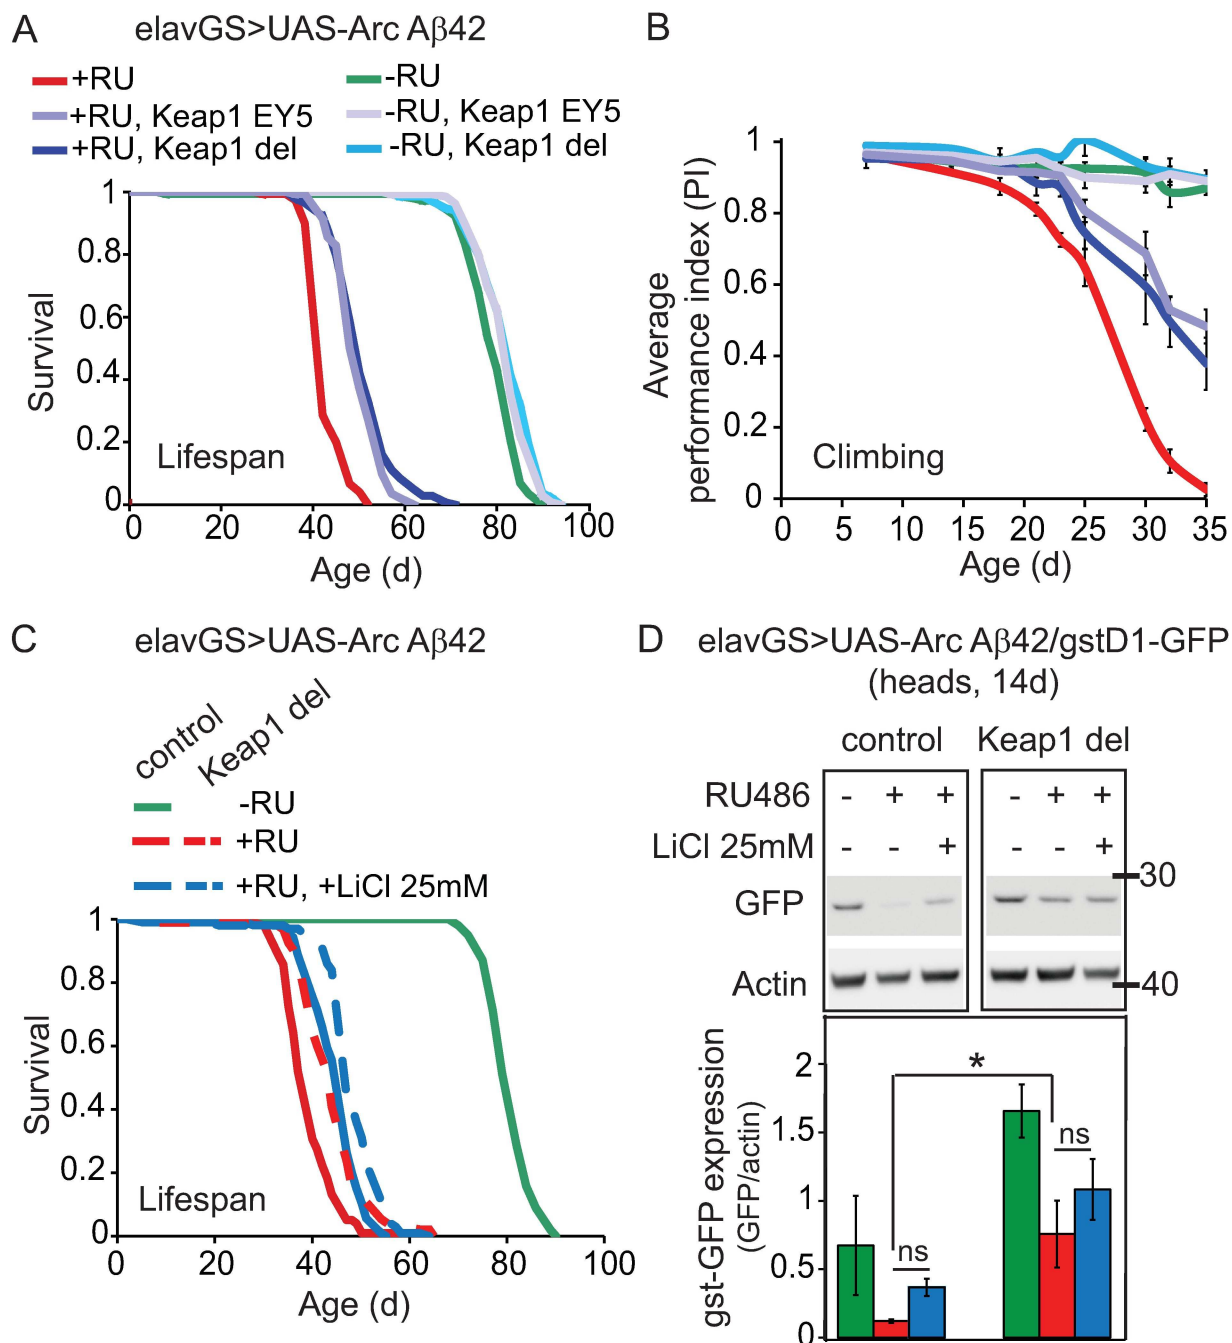 A
elavGS>UAS-Arc Aβ42
+RU
-RU
+RU, Keap1 EY5
-RU, Keap1 EY5
+RU, Keap1 del
-RU, Keap1 del
Survival
1
0.8
0.6
0.4
0.2
0
Lifespan
0 20 40 60 80 100
Age (d)
B
Average
performance index (PI)
1
0.8
0.6
0.4
0.2
0
Climbing
0 5 10 15 20 25 30 35
Age (d)
C
elavGS>UAS-Arc Aβ42
control
Keap1 del
-RU
+RU
+RU, +LiCl 25mM
Survival
1
0.8
0.6
0.4
0.2
0
Lifespan
0 20 40 60 80 100
Age (d)
D
elavGS>UAS-Arc Aβ42/gstD1-GFP
(heads, 14d)
control Keap1 del
RU486 - + + - + +
LiCl 25mM - - + - - +
GFP
30
Actin
40
gst-GFP expression
(GFP/actin)
2
1.5
1
0.5
0
*
ns
ns